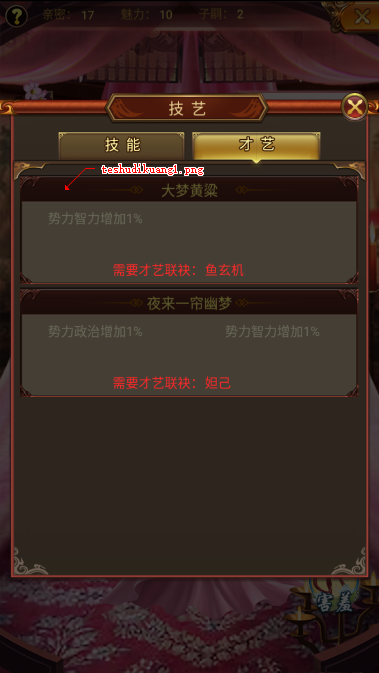 亲密: 17 魅力: 10 子嗣: 2
技艺
技能 才艺
teshudikuang1.png
大梦黄粱
势力智力增加1%
需要才艺联袂：鱼玄机
夜来一帘幽梦
势力政治增加1% 势力智力增加1%
需要才艺联袂：妲己
害羞